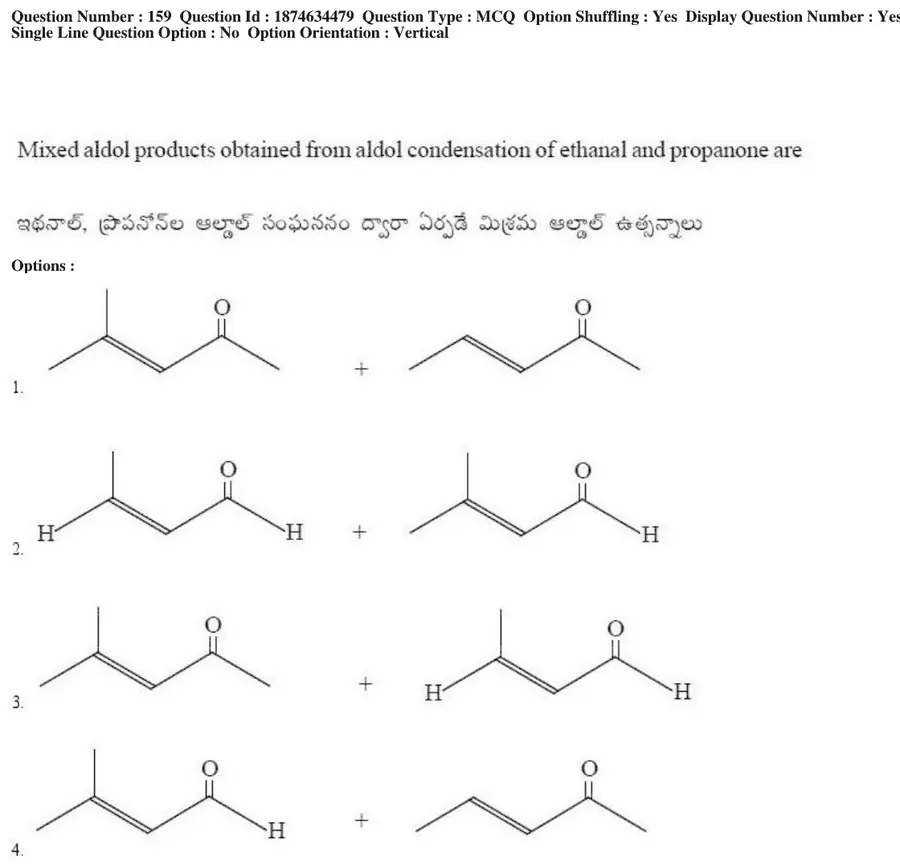 Question Number : 159 Question Id : 1874634479 Question Type : MCQ Option Shuffling : Yes Display Question Number : Yes
Single Line Question Option : No Option Orientation : Vertical
Mixed aldol products obtained from aldol condensation of ethanal and propanone are
ఇథనాల్, ప్రొపనోన్‌ల ఆల్డాల్ సంఘననం ద్వారా ఏర్పడే మిశ్రమ ఆల్డాల్ ఉత్పన్నాలు
Options :
O O
1. +
O O
2. H H + H
O O
3. + H H
O O
4. H +